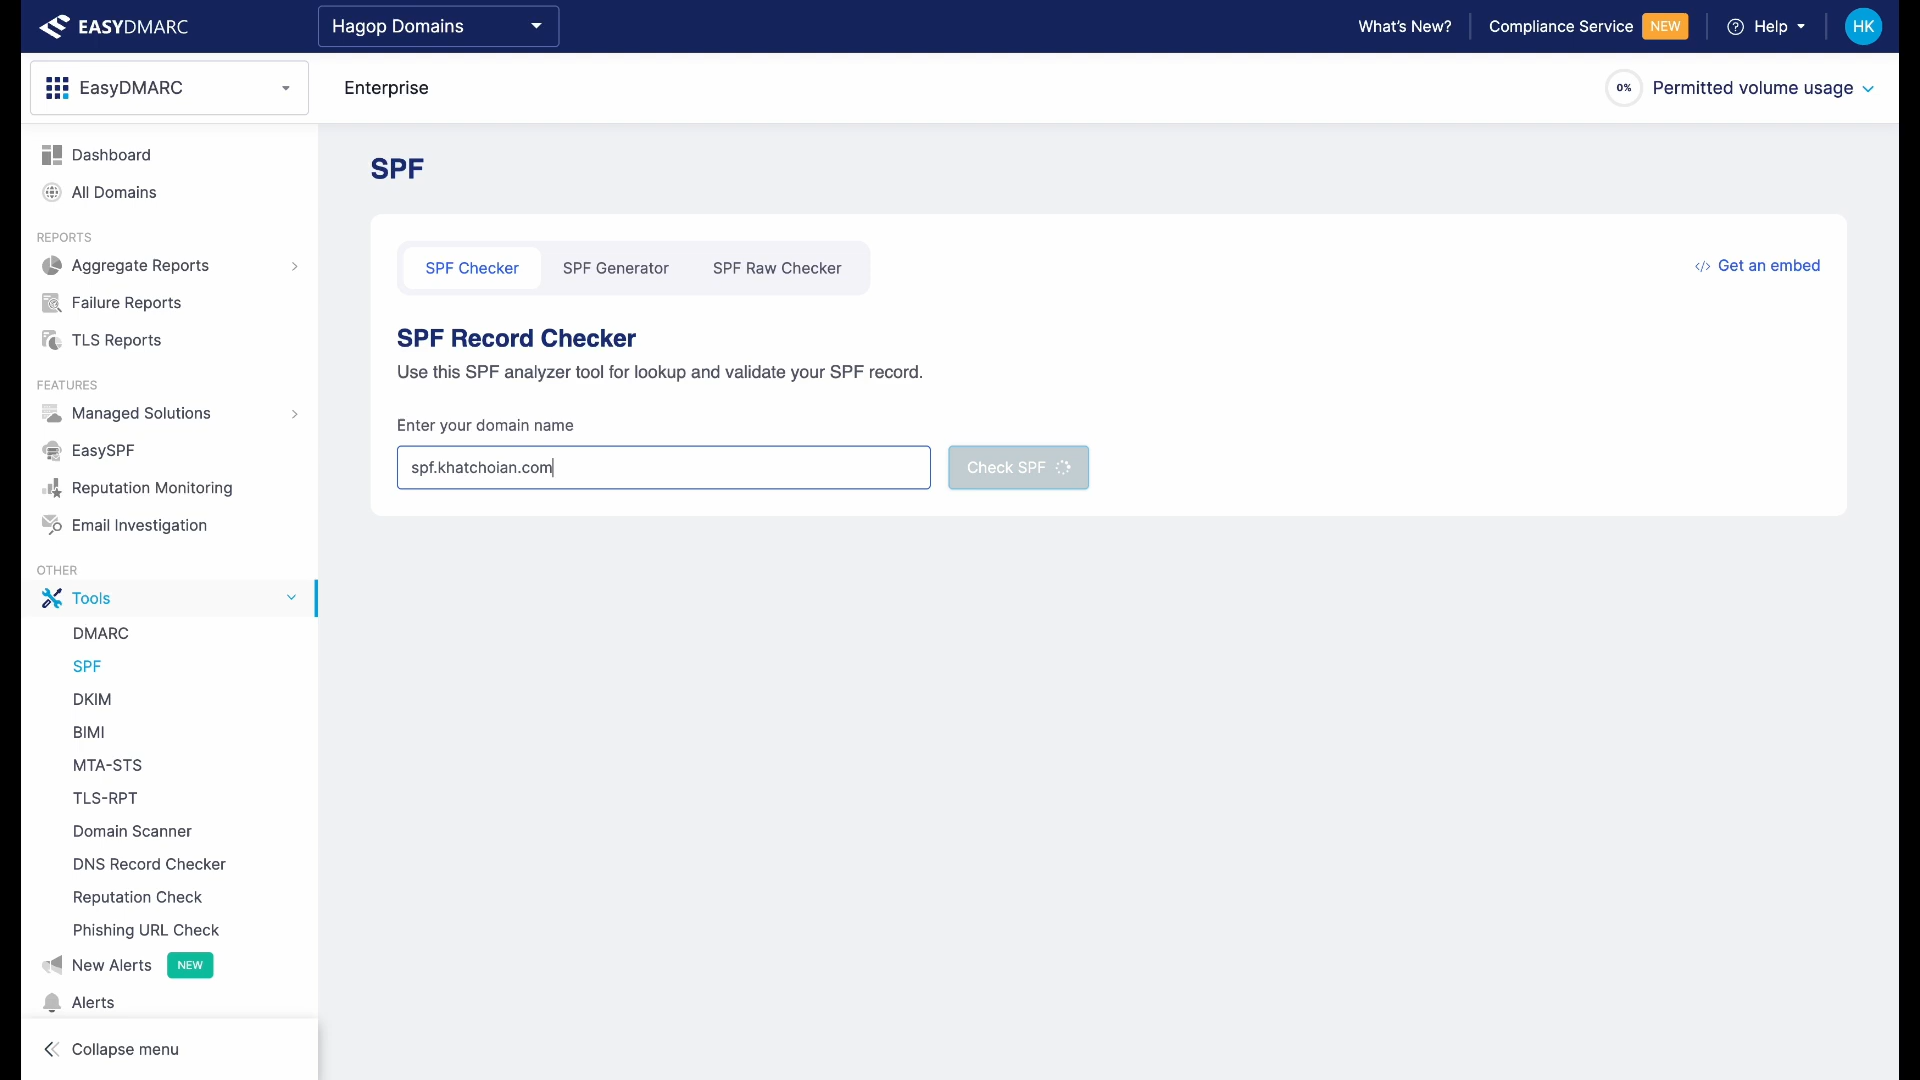 EASYDMARC
Hagop Domains
What's New?
Compliance Service NEW
Help
HK
EasyDMARC
Enterprise
0%
Permitted volume usage
Dashboard
All Domains
REPORTS
Aggregate Reports
Failure Reports
TLS Reports
FEATURES
Managed Solutions
EasySPF
Reputation Monitoring
Email Investigation
OTHER
Tools
DMARC
SPF
DKIM
BIMI
MTA-STS
TLS-RPT
Domain Scanner
DNS Record Checker
Reputation Check
Phishing URL Check
New Alerts NEW
Alerts
Collapse menu
SPF
SPF Checker
SPF Generator
SPF Raw Checker
</> Get an embed
SPF Record Checker
Use this SPF analyzer tool for lookup and validate your SPF record.
Enter your domain name
spf.khatchoian.com
Check SPF